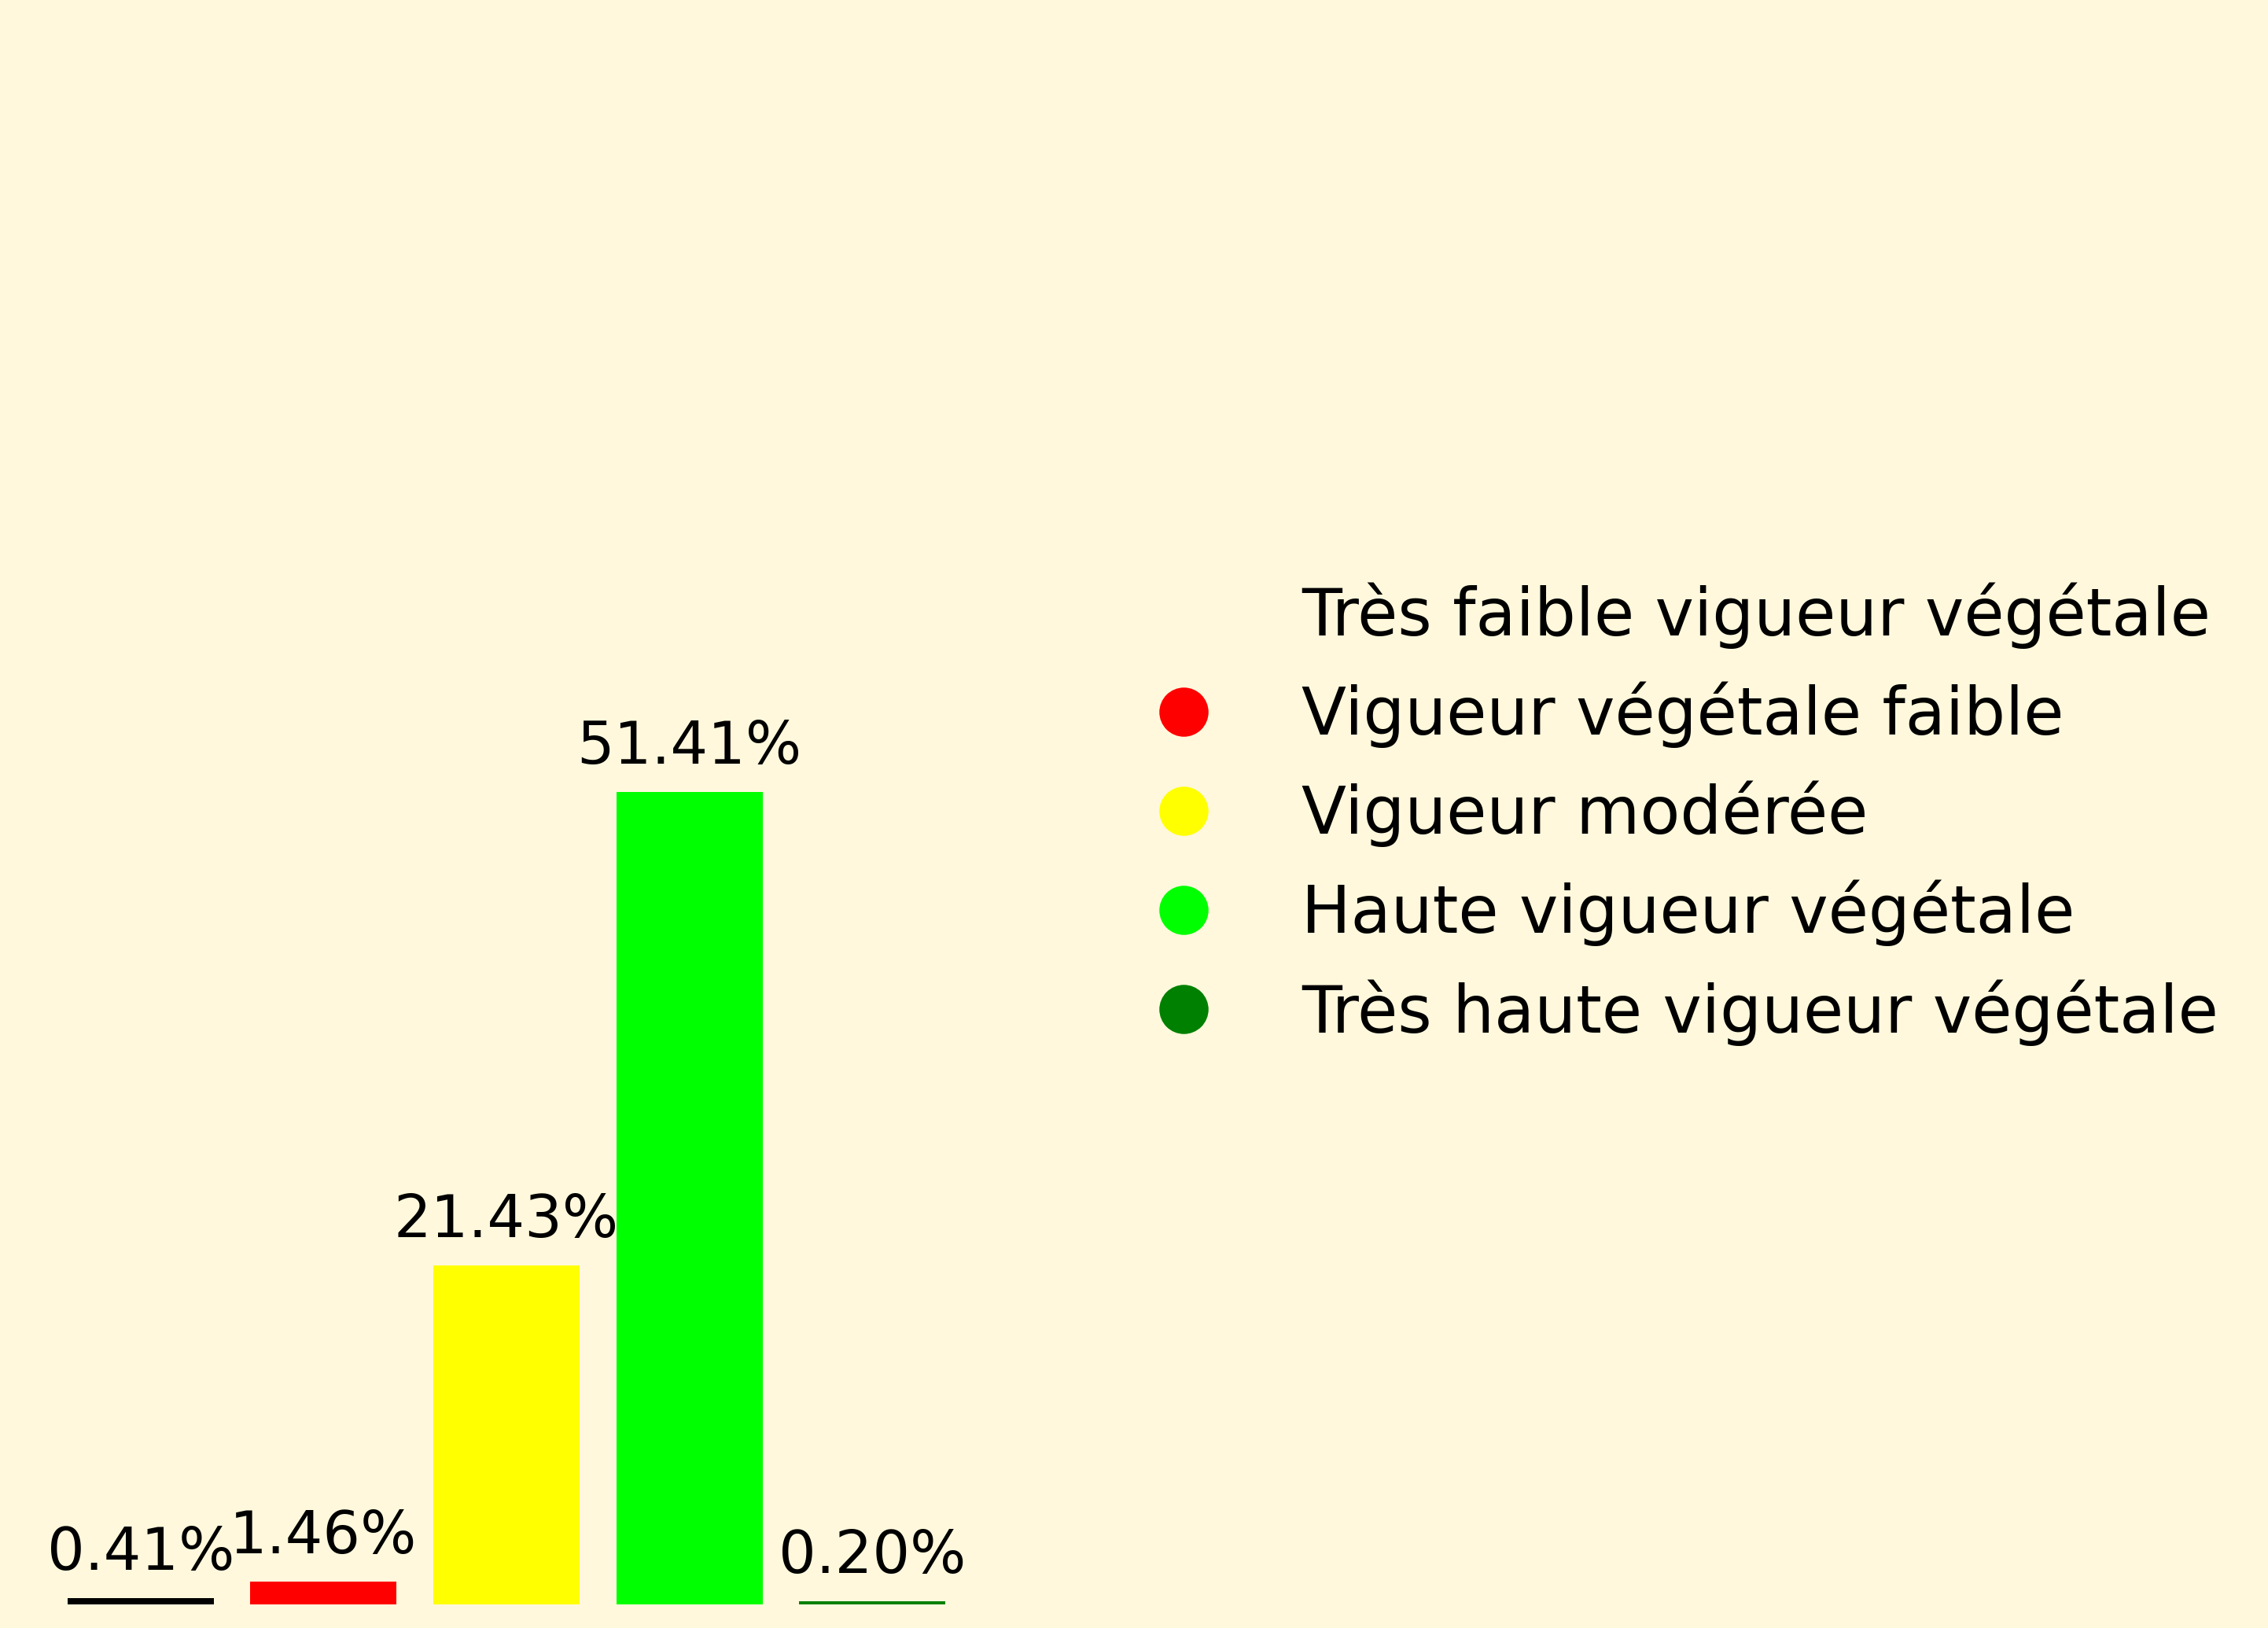 Très faible vigueur végétale
Vigueur végétale faible
51.41%
Vigueur modérée
Haute vigueur végétale
Très haute vigueur végétale
21.43%
1.46%
0.41%
0.20%